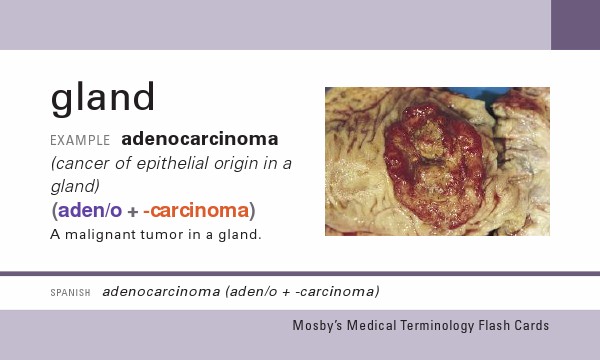 gland
EXAMPLE adenocarcinoma
(cancer of epithelial origin in a
gland)
(aden/o + -carcinoma)
A malignant tumor in a gland.
SPANISH adenocarcinoma (aden/o + -carcinoma)
Mosby's Medical Terminology Flash Cards